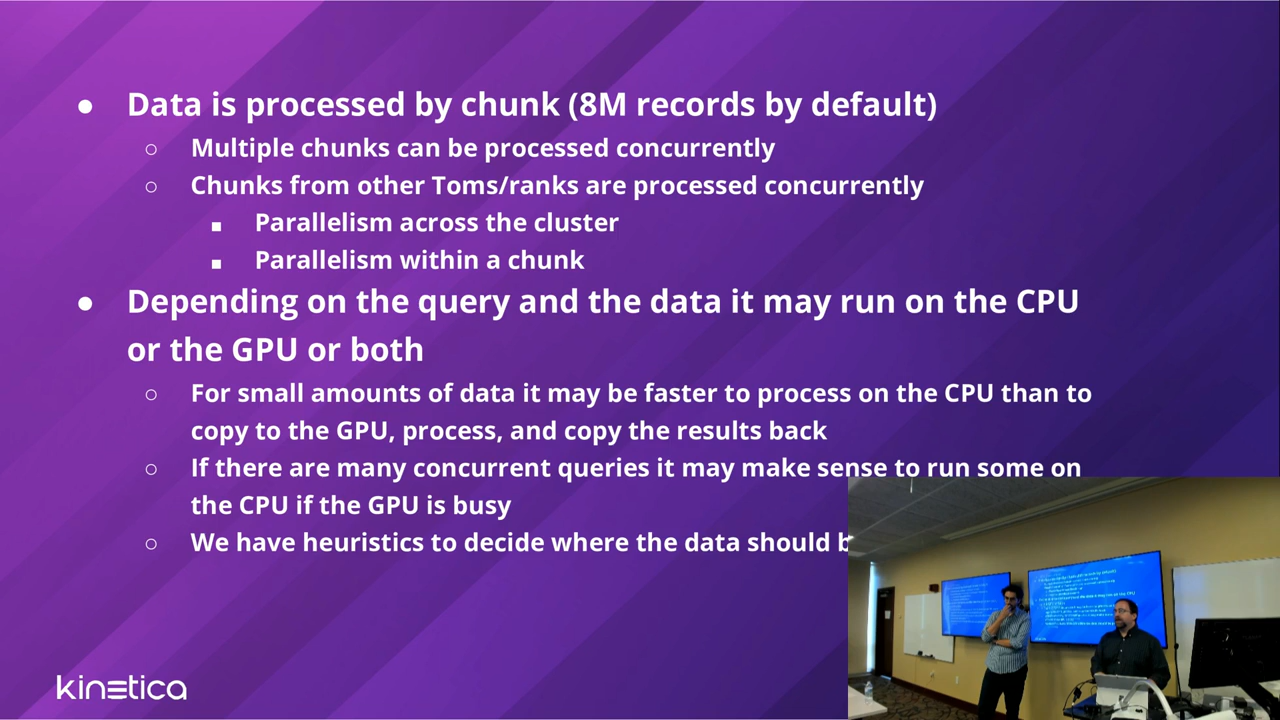 ● Data is processed by chunk (8M records by default)
○ Multiple chunks can be processed concurrently
○ Chunks from other Toms/ranks are processed concurrently
■ Parallelism across the cluster
■ Parallelism within a chunk
● Depending on the query and the data it may run on the CPU
or the GPU or both
○ For small amounts of data it may be faster to process on the CPU than to
copy to the GPU, process, and copy the results back
○ If there are many concurrent queries it may make sense to run some on
the CPU if the GPU is busy
○ We have heuristics to decide where the data should b
kinetica